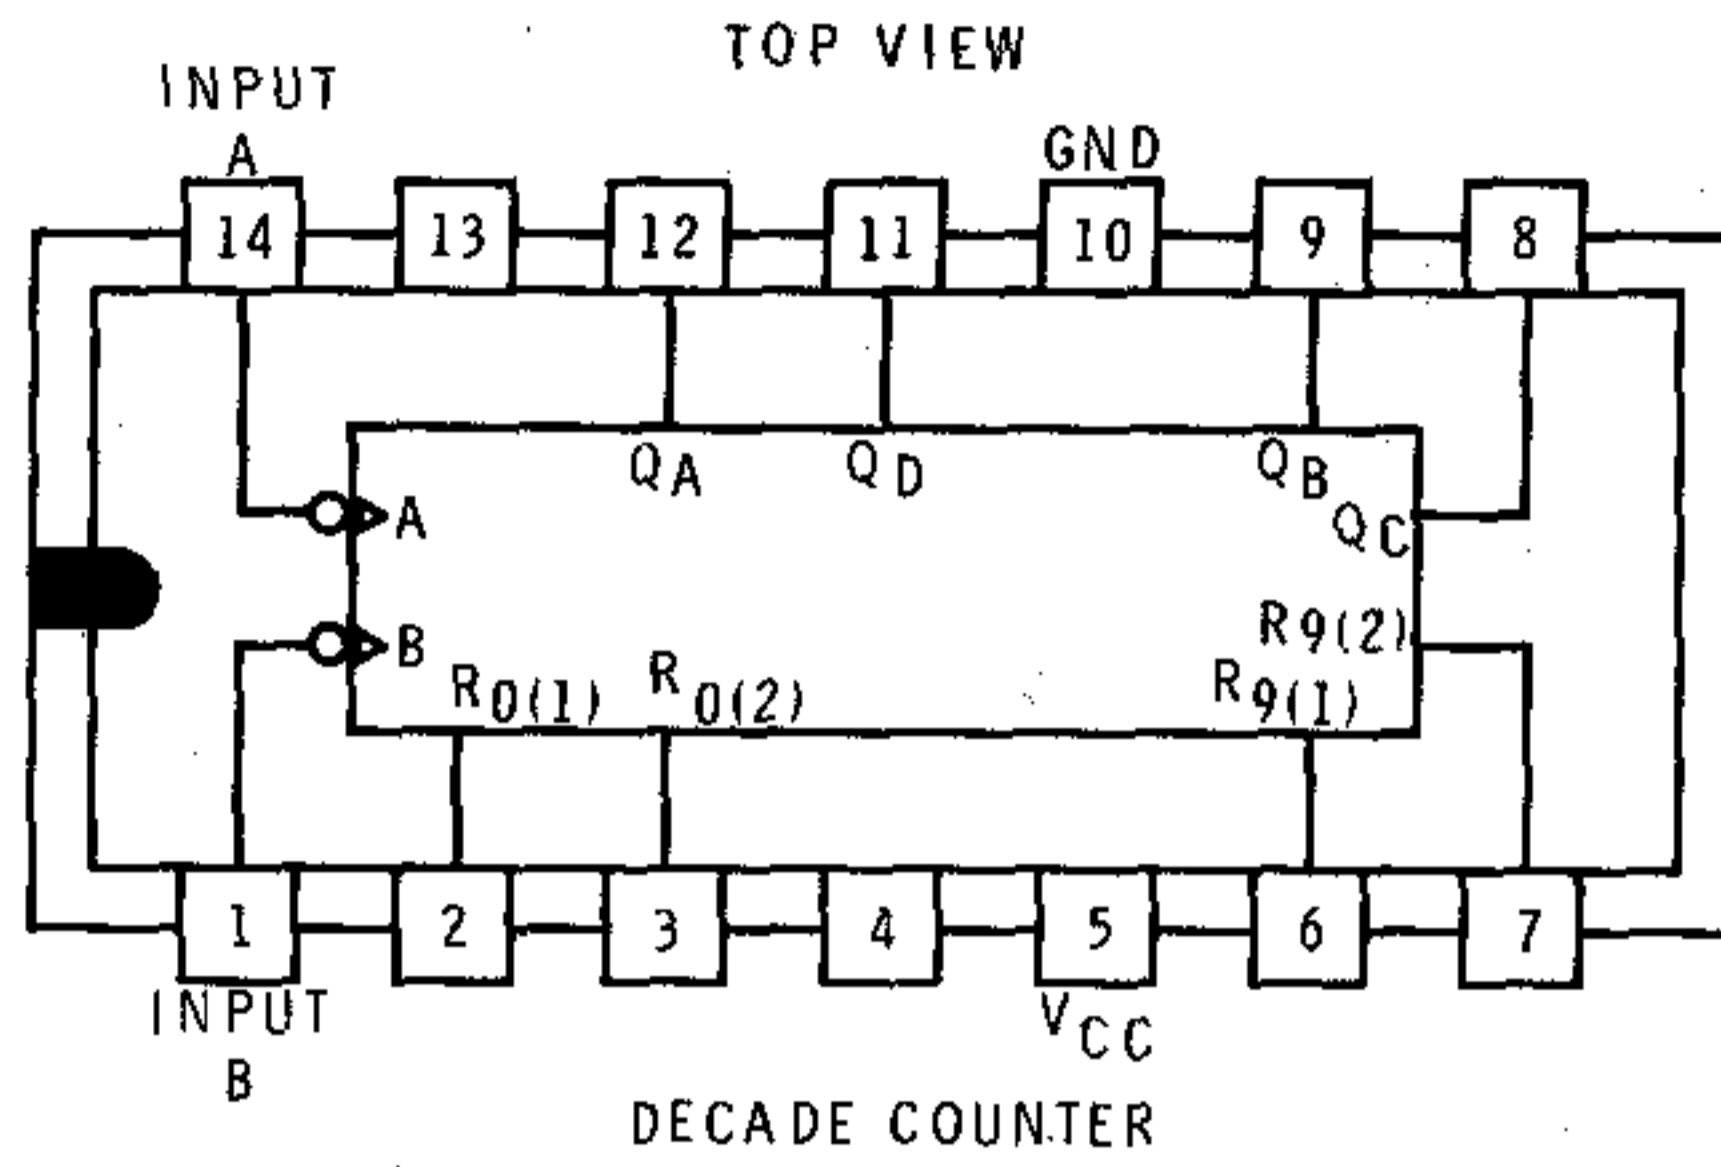 TOP VIEW
INPUT
A
GND
14 13 12 11 10 9 8
QA QD QB
QC
A
B
R9(2)
R0(1) R0(2) R9(1)
1 2 3 4 5 6 7
INPUT
B
VCC
DECADE COUNTER